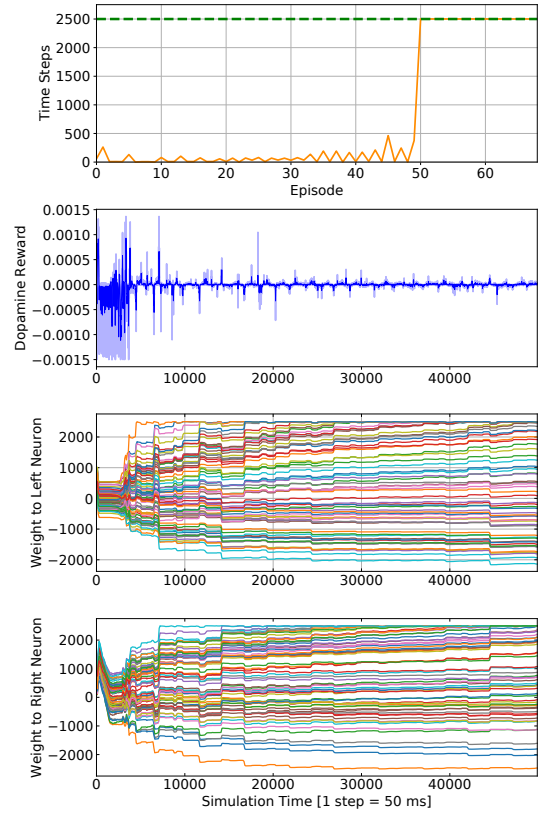 2500
2000
1500
1000
500
0
Time Steps
0 10 20 30 40 50 60
Episode
0.0015
0.0010
0.0005
0.0000
−0.0005
−0.0010
−0.0015
Dopamine Reward
0 10000 20000 30000 40000
2000
1000
0
−1000
−2000
Weight to Left Neuron
0 10000 20000 30000 40000
2000
1000
0
−1000
−2000
Weight to Right Neuron
0 10000 20000 30000 40000
Simulation Time [1 step = 50 ms]